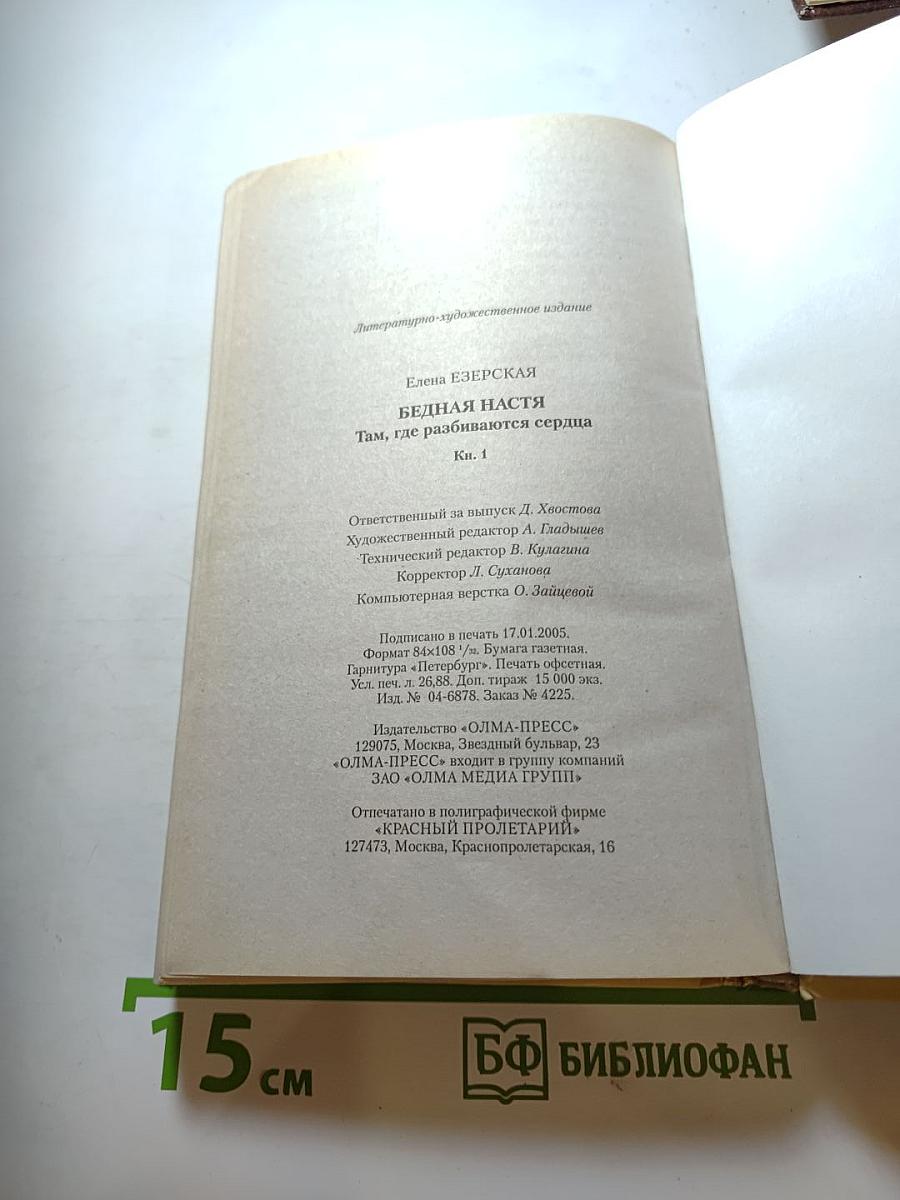 Литературно-художественное издание
Елена ЕЗЕРСКАЯ
БЕДНАЯ НАСТЯ
Там, где разбиваются сердца
Кн. 1
Ответственный за выпуск Д. Хвостова
Художественный редактор А. Гладышев
Технический редактор В. Кулагина
Корректор Л. Суханова
Компьютерная верстка О. Зайцевой
Подписано в печать 17.01.2005.
Формат 84×108 1/32. Бумага газетная.
Гарнитура «Петербург». Печать офсетная.
Усл. печ. л. 26,88. Доп. тираж 15 000 экз.
Изд. № 04-6878. Заказ № 4225.
Издательство «ОЛМА-ПРЕСС»
129075, Москва, Звездный бульвар, 23
«ОЛМА-ПРЕСС» входит в группу компаний
ЗАО «ОЛМА МЕДИА ГРУПП»
Отпечатано в полиграфической фирме
«КРАСНЫЙ ПРОЛЕТАРИЙ»
127473, Москва, Краснопролетарская, 16
15 см БФ БИБЛИОФАН